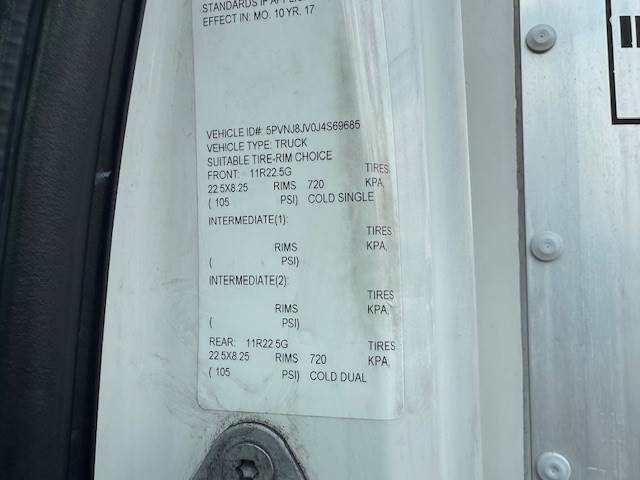 STANDARDS IF
EFFECT IN: MO. 10 YR. 17
VEHICLE ID#: 5PVNJ8JV0J4S69685
VEHICLE TYPE: TRUCK
SUITABLE TIRE-RIM CHOICE
FRONT: 11R22.5G TIRES
22.5X8.25 RIMS 720 KPA,
( 105 PSI) COLD SINGLE
INTERMEDIATE(1):
TIRES
RIMS KPA,
( PSI)
INTERMEDIATE(2):
TIRES
RIMS KPA,
( PSI)
REAR: 11R22.5G TIRES
22.5X8.25 RIMS 720 KPA,
( 105 PSI) COLD DUAL